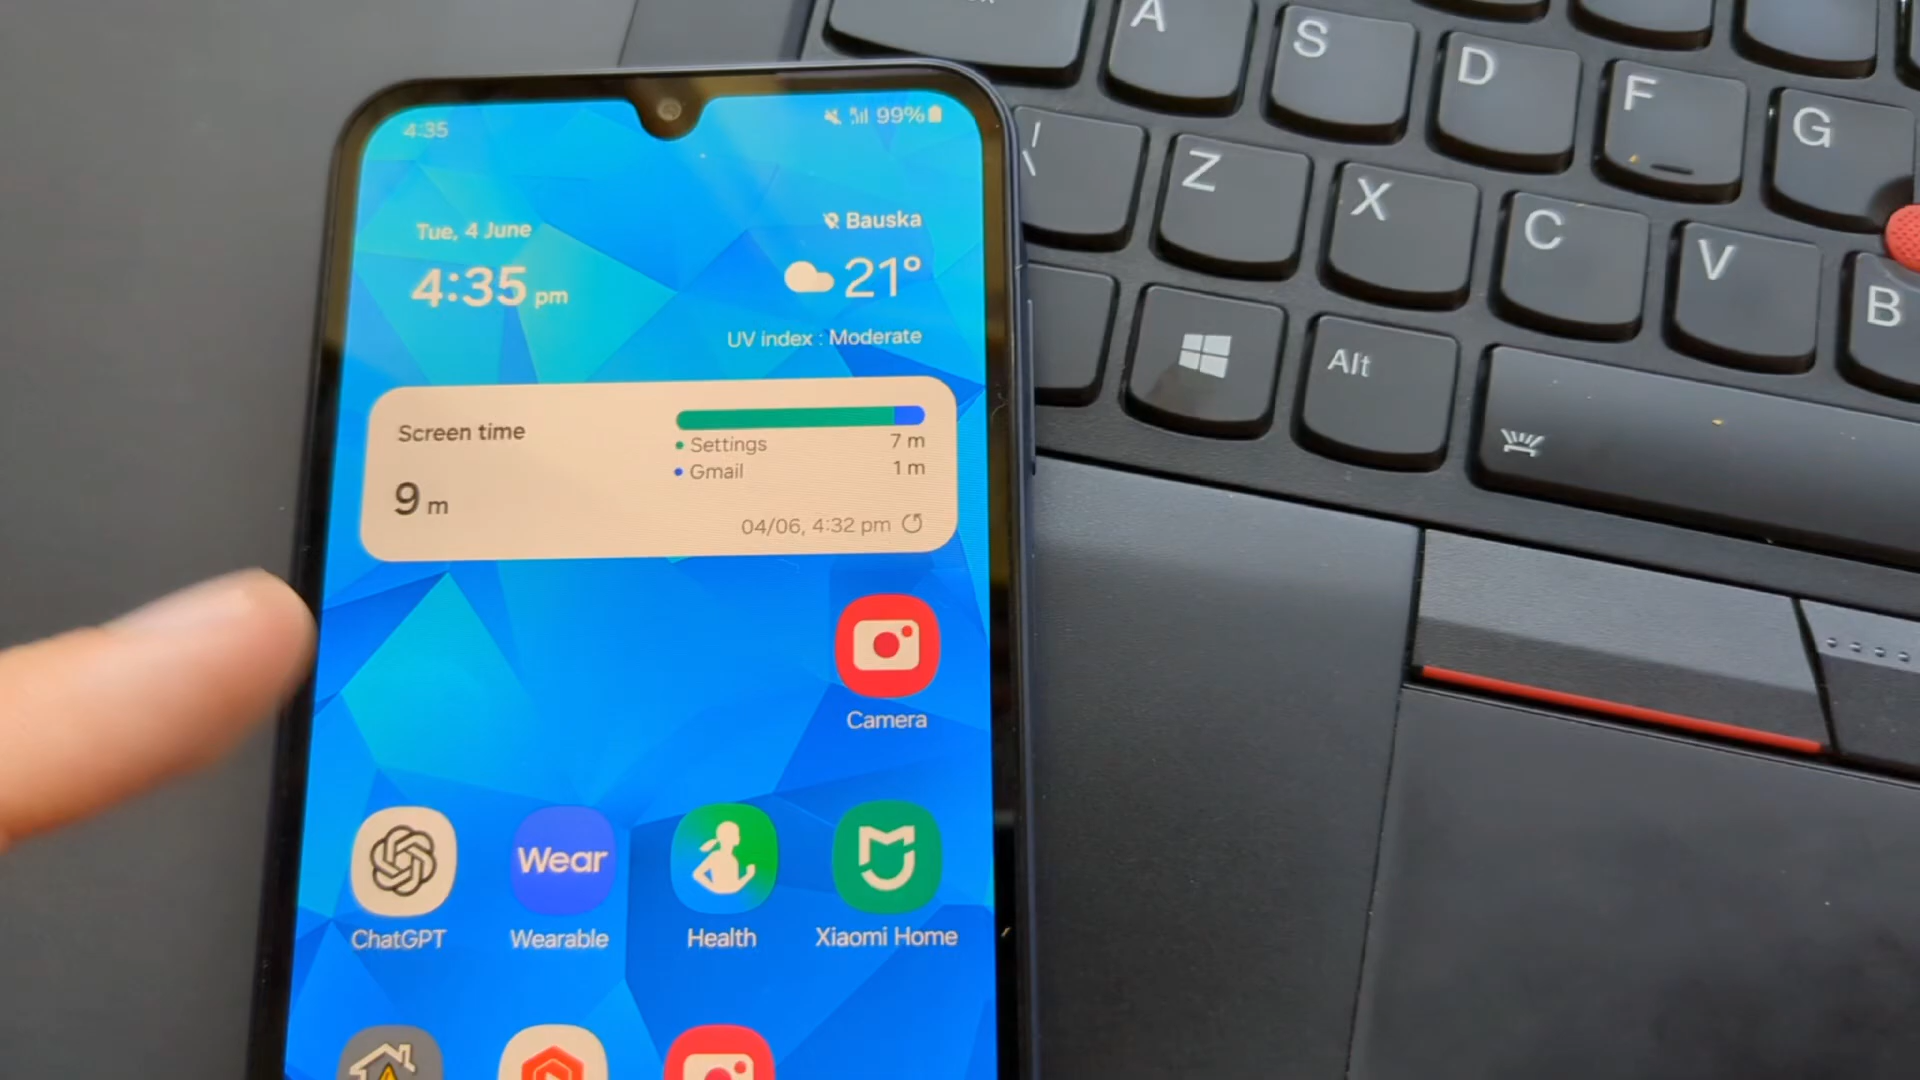 4:35
99%
Tue, 4 June
4:35 pm
Bauska
21°
UV index : Moderate
Screen time
9 m
Settings 7 m
Gmail 1 m
04/06, 4:32 pm
Camera
ChatGPT
Wear
Wearable
Health
Xiaomi Home
A
S
D
F
G
Z
X
C
V
B
Alt